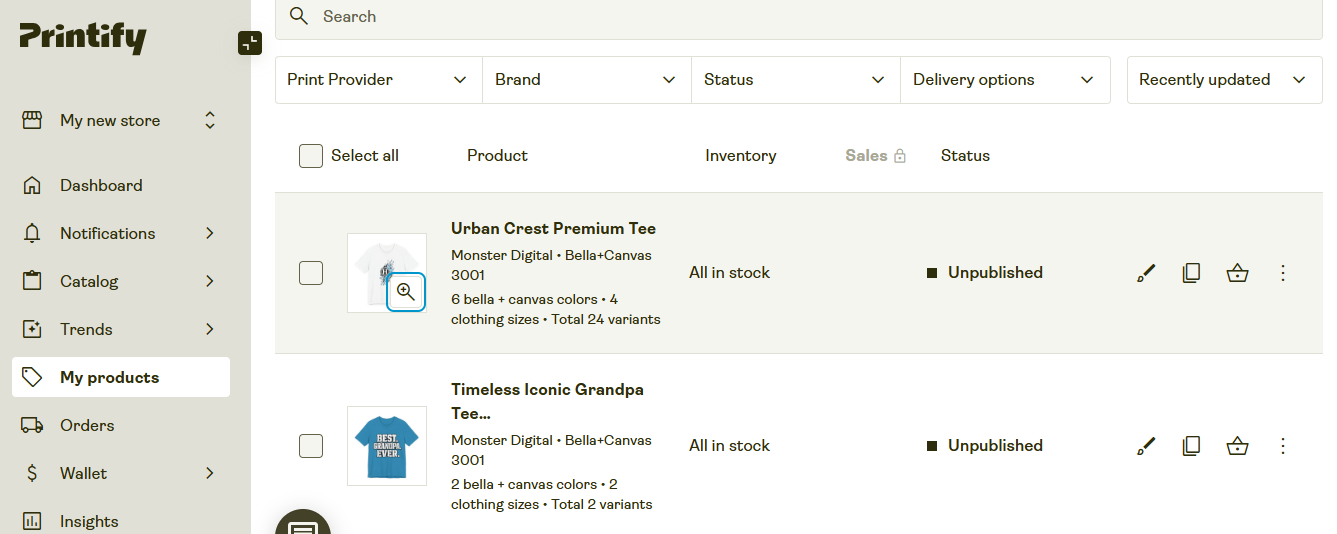 Printify
Search
Print Provider
Brand
Status
Delivery options
Recently updated
My new store
Select all
Product
Inventory
Sales
Status
Dashboard
Notifications
Catalog
Trends
My products
Orders
Wallet
Insights
Urban Crest Premium Tee
Monster Digital • Bella+Canvas
3001
6 bella + canvas colors • 4
clothing sizes • Total 24 variants
All in stock
Unpublished
Timeless Iconic Grandpa
Tee...
Monster Digital • Bella+Canvas
3001
2 bella + canvas colors • 2
clothing sizes • Total 2 variants
BEST.
GRANDPA.
EVER.
All in stock
Unpublished